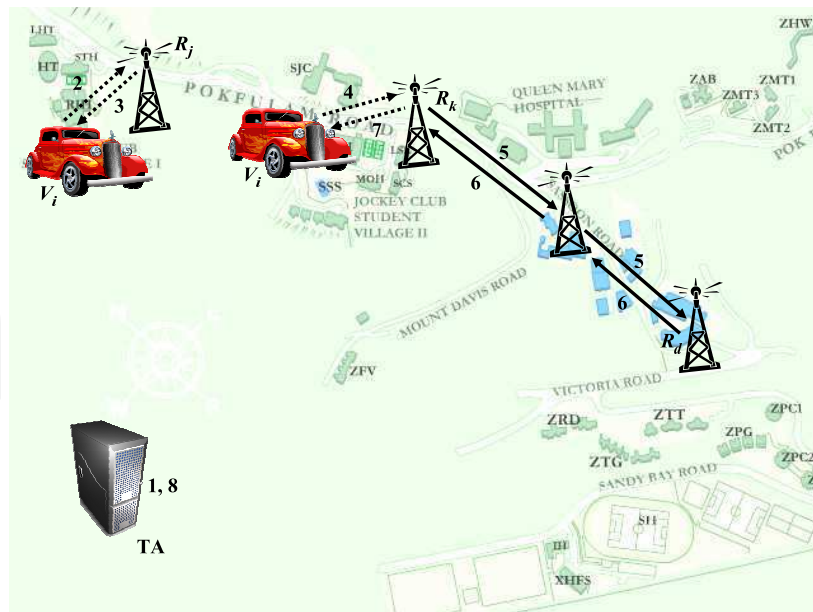 LHT
HT
STH
2
3
R_j
V_i
SJC
POKFULAM ROAD
4
7
R_k
V_i
LS
SSS
MOH
SCS
JOCKEY CLUB
STUDENT
VILLAGE II
QUEEN MARY
HOSPITAL
ZHW
ZAB
ZMT1
ZMT3
ZMT2
POK
5
6
5
6
R_d
MOUNT DAVIS ROAD
ZFV
VICTORIA ROAD
ZRD
ZTT
ZPC1
ZPG
ZTG
ZPC2
SANDY BAY ROAD
SH
IH
XHFS
1, 8
TA